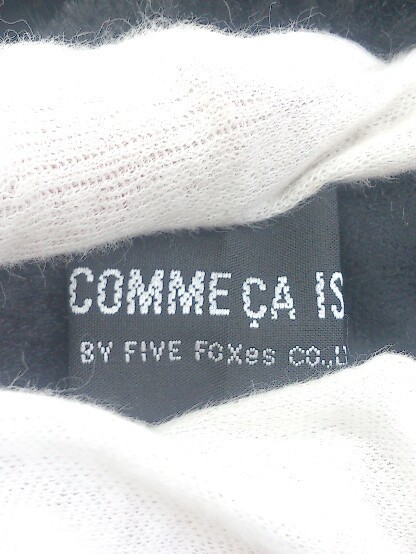 COMME ÇA IS
BY FIVE FOXes CO.,L